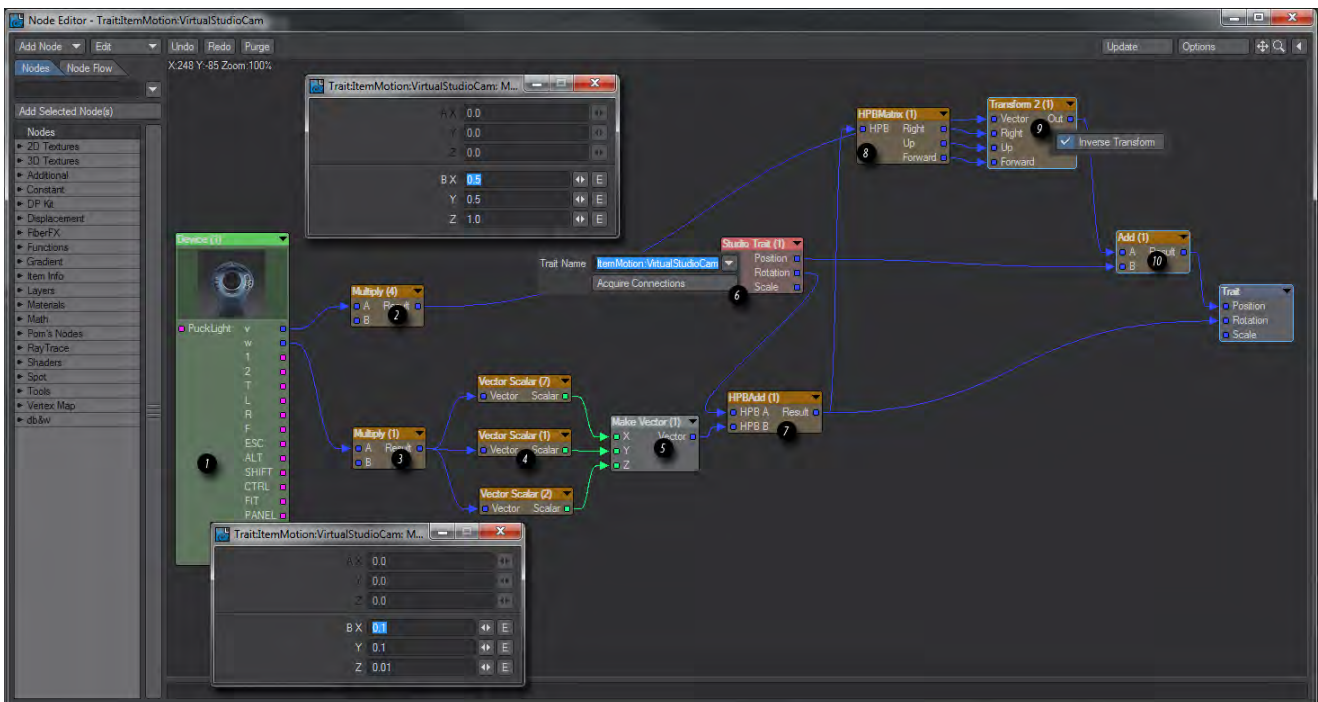 Node Editor - Trait:ItemMotion:VirtualStudioCam
Add Node Edit Undo Redo Purge Update Options
Nodes Node Flow
X:248 Y:-85 Zoom:100%
Add Selected Node(s)
Nodes
2D Textures
3D Textures
Additional
Constant
DP Kit
Displacement
FiberFX
Functions
Gradient
Item Info
Layers
Materials
Math
Pom's Nodes
RayTrace
Shaders
Spot
Tools
Vertex Map
db&w
Trait:ItemMotion:VirtualStudioCam: M...
A X 0.0
Y 0.0
Z 0.0
B X 0.5 E
Y 0.5 E
Z 1.0 E
Device (1)
PuckLight v
w
1
2
T
L
R
F
ESC
ALT
SHIFT
CTRL
FIT
PANEL
1
Multiply (4)
A Result
B
2
Multiply (1)
A Result
B
3
Vector Scalar (7)
Vector Scalar
Vector Scalar (1)
Vector Scalar
4
Vector Scalar (2)
Vector Scalar
Make Vector (1)
X Vector
Y
Z
5
Trait Name ItemMotion:VirtualStudioCam
Acquire Connections
Studio Trait (1)
Position
Rotation
Scale
6
HPBAdd (1)
HPB A Result
HPB B
7
HPBMatrix (1)
HPB Right
Up
Forward
8
Transform 2 (1)
Vector Out
Right
Up
Forward
9
Inverse Transform
Add (1)
A Result
B
10
Trait
Position
Rotation
Scale
Trait:ItemMotion:VirtualStudioCam: M...
A X 0.0
Y 0.0
Z 0.0
B X 0.1 E
Y 0.1 E
Z 0.01 E